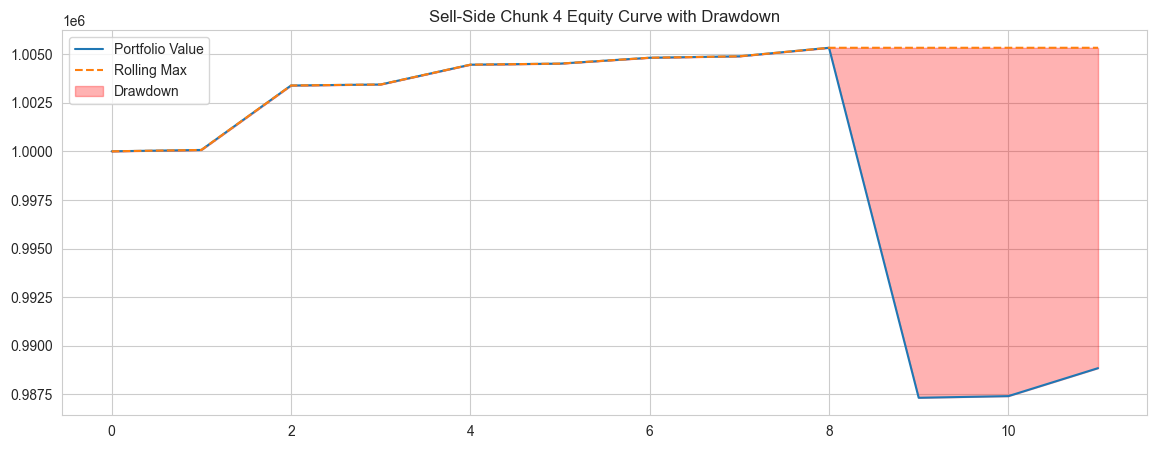 Sell-Side Chunk 4 Equity Curve with Drawdown
1e6
Portfolio Value
Rolling Max
Drawdown
1.0050
1.0025
1.0000
0.9975
0.9950
0.9925
0.9900
0.9875
0 2 4 6 8 10